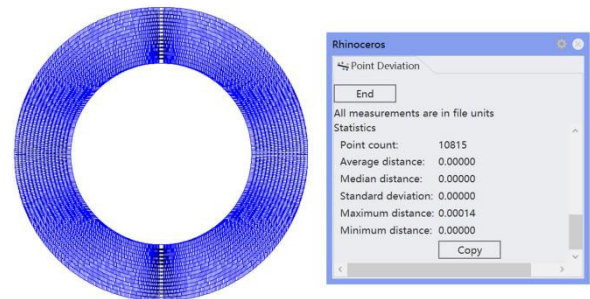 Rhinoceros
Point Deviation
End
All measurements are in file units
Statistics
Point count: 10815
Average distance: 0.00000
Median distance: 0.00000
Standard deviation: 0.00000
Maximum distance: 0.00014
Minimum distance: 0.00000
Copy